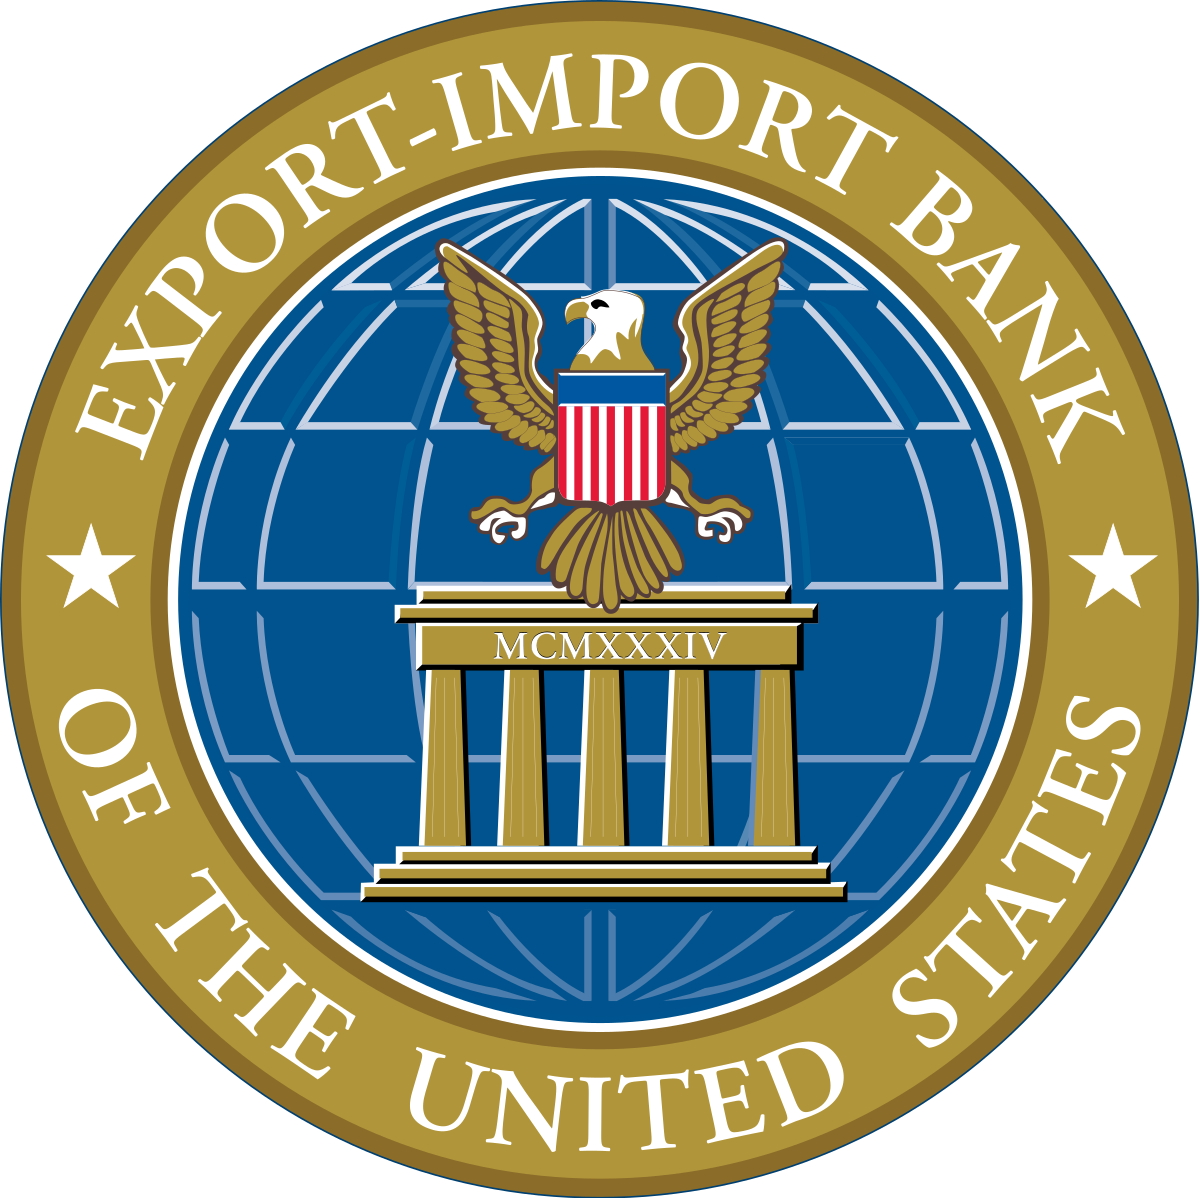 EXPORT-IMPORT BANK
OF THE UNITED STATES
MCMXXXIV